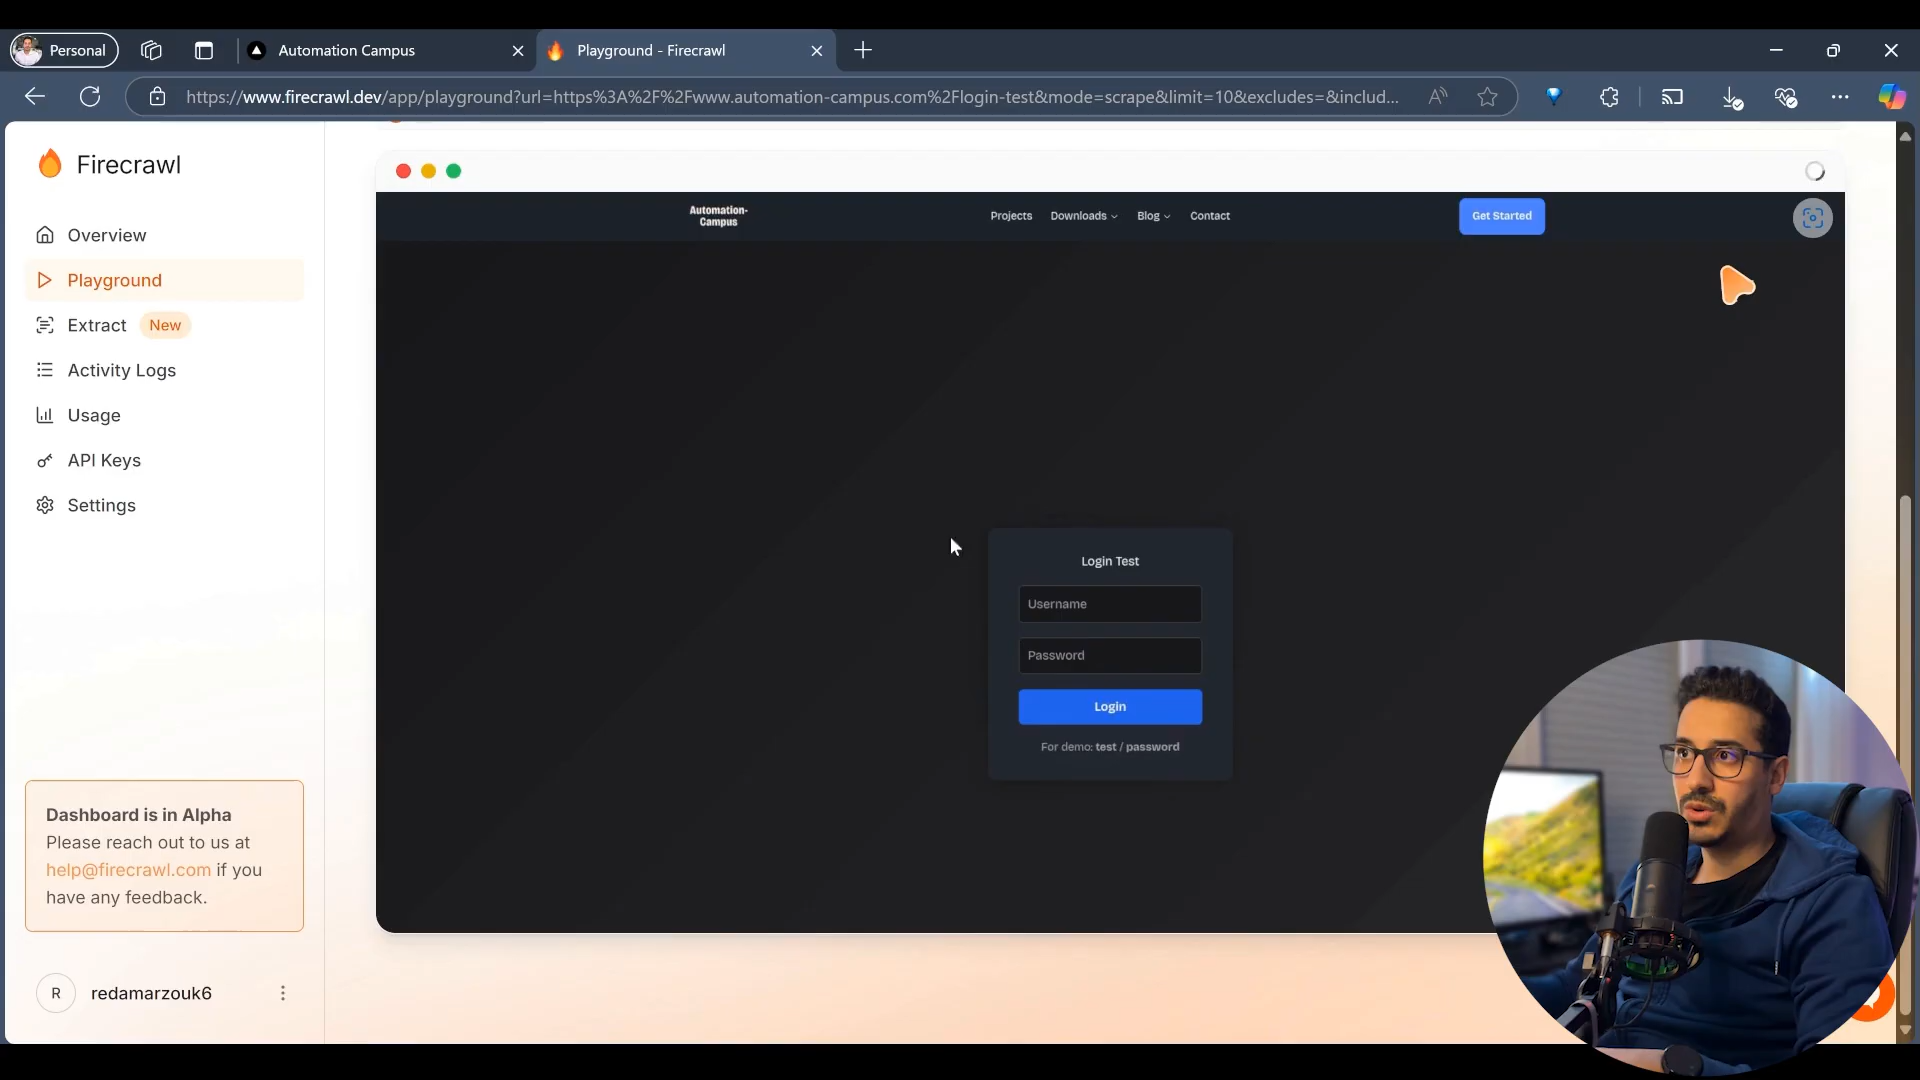 Personal
Automation Campus
Playground - Firecrawl
https://www.firecrawl.dev/app/playground?url=https%3A%2F%2Fwww.automation-campus.com%2Flogin-test&mode=scrape&limit=10&excludes=&includ...
Firecrawl
Overview
Playground
Extract New
Activity Logs
Usage
API Keys
Settings
Automation-
Campus
Projects Downloads Blog Contact
Get Started
Login Test
Username
Password
Login
For demo: test / password
Dashboard is in Alpha
Please reach out to us at
help@firecrawl.com if you
have any feedback.
R
redamarzouk6